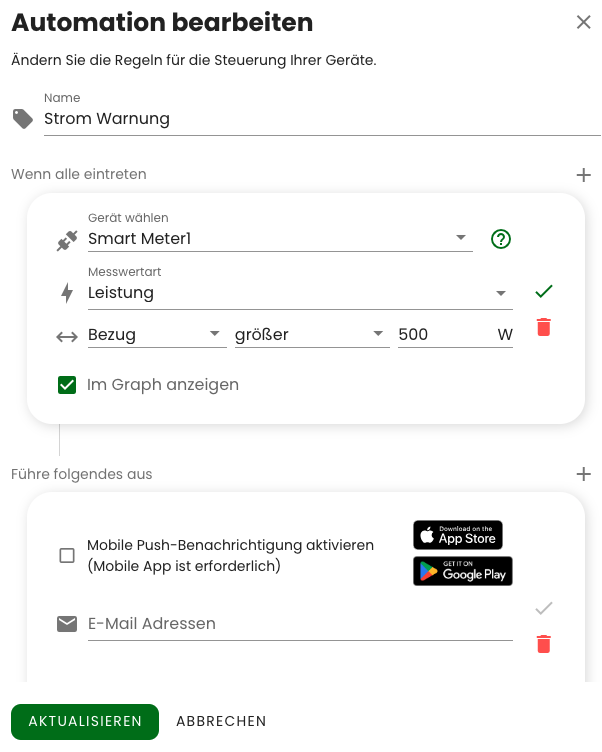 Automation bearbeiten
Ändern Sie die Regeln für die Steuerung Ihrer Geräte.
Name
Strom Warnung
Wenn alle eintreten
Gerät wählen
Smart Meter1
Messwertart
Leistung
Bezug größer 500 W
Im Graph anzeigen
Führe folgendes aus
Mobile Push-Benachrichtigung aktivieren
(Mobile App ist erforderlich)
Download on the
App Store
GET IT ON
Google Play
E-Mail Adressen
AKTUALISIEREN ABBRECHEN